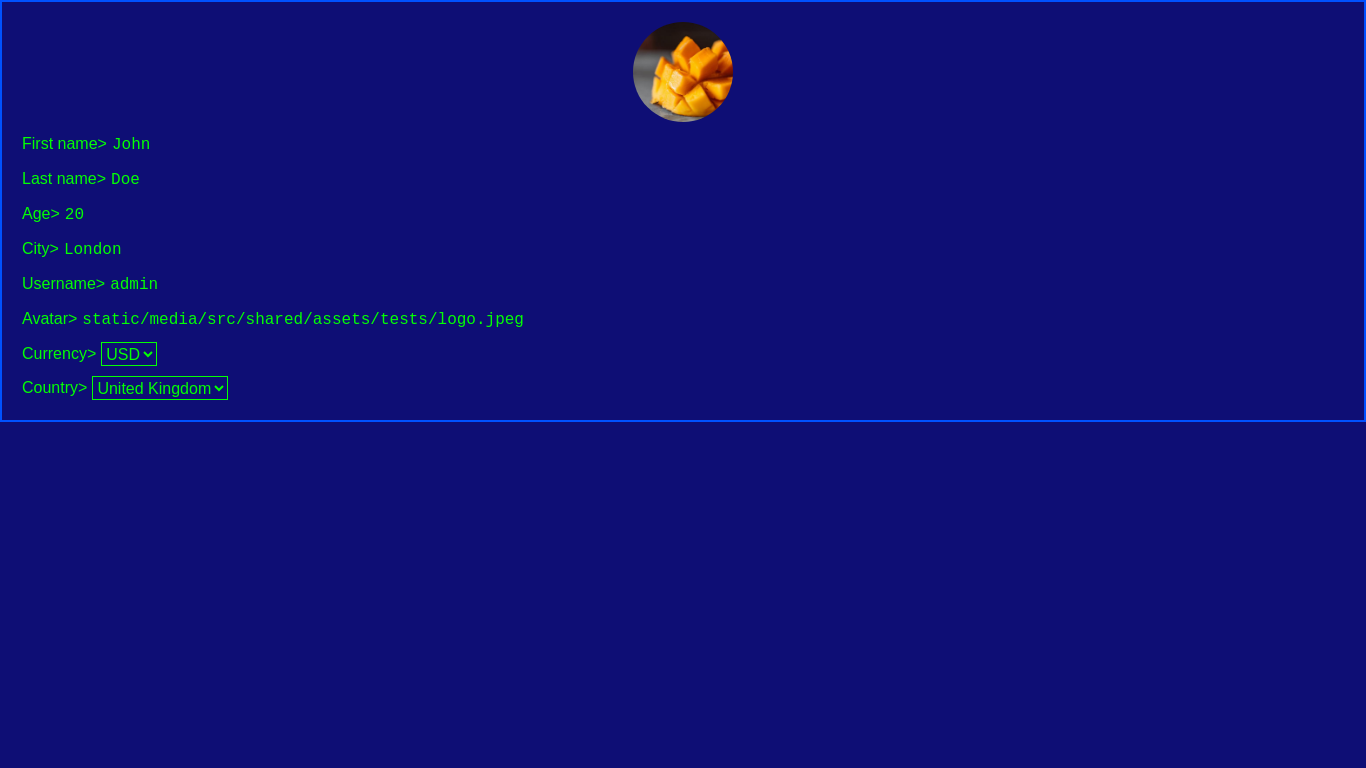 First name> John
Last name> Doe
Age> 20
City> London
Username> admin
Avatar> static/media/src/shared/assets/tests/logo.jpeg
Currency> USD
Country> United Kingdom